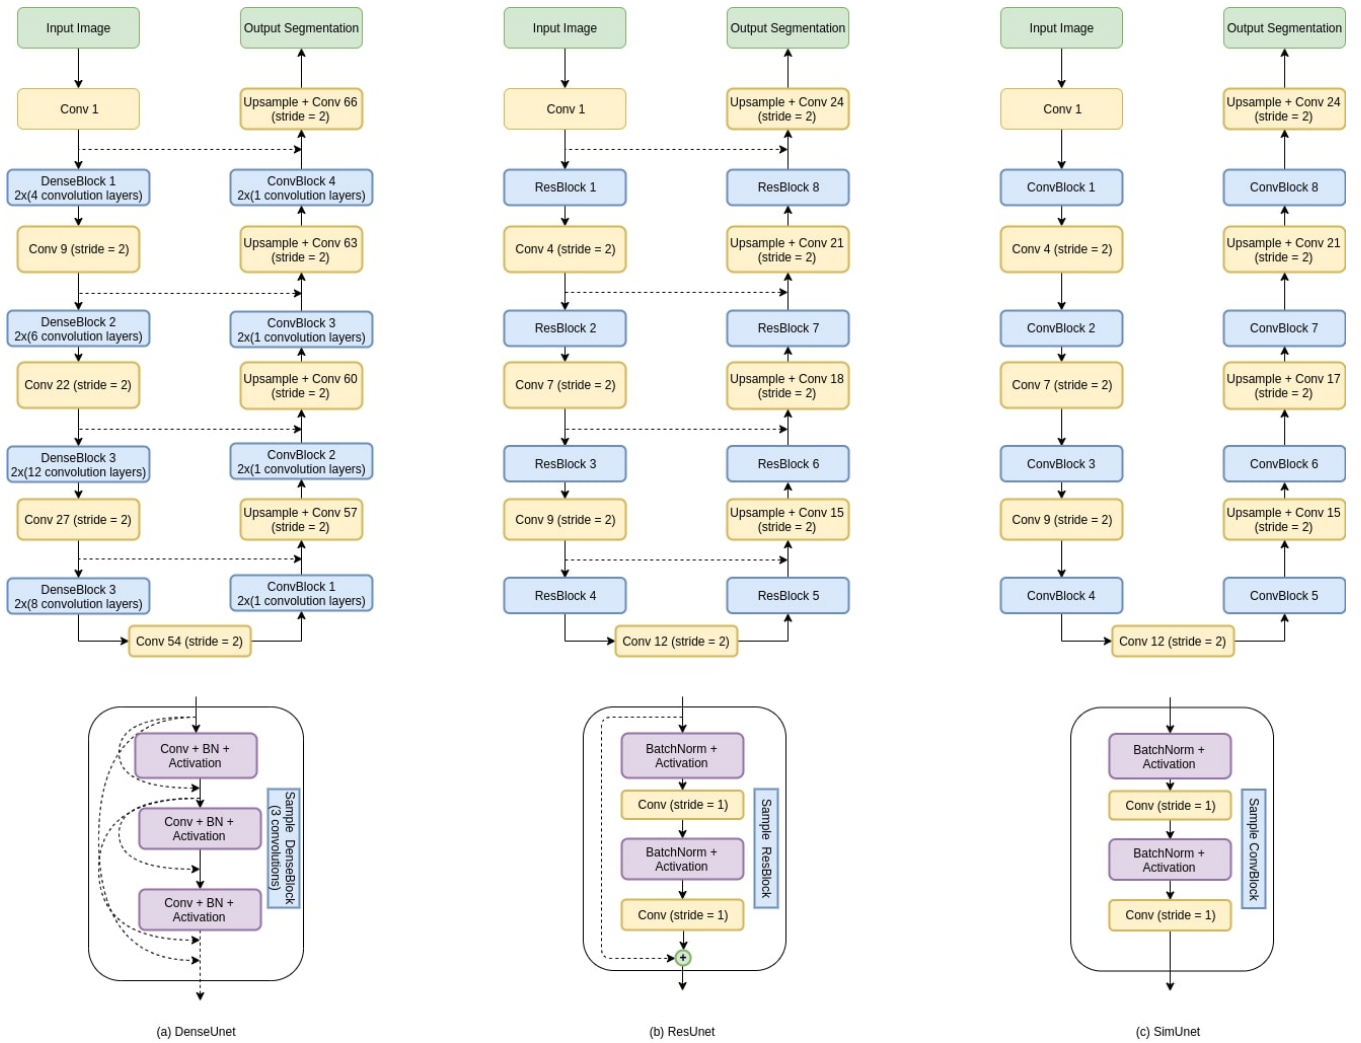 Input Image
Conv 1
DenseBlock 1
2x(4 convolution layers)
Conv 9 (stride = 2)
DenseBlock 2
2x(6 convolution layers)
Conv 22 (stride = 2)
DenseBlock 3
2x(12 convolution layers)
Conv 27 (stride = 2)
DenseBlock 3
2x(8 convolution layers)
Conv 54 (stride = 2)
Output Segmentation
Upsample + Conv 66
(stride = 2)
ConvBlock 4
2x(1 convolution layers)
Upsample + Conv 63
(stride = 2)
ConvBlock 3
2x(1 convolution layers)
Upsample + Conv 60
(stride = 2)
ConvBlock 2
2x(1 convolution layers)
Upsample + Conv 57
(stride = 2)
ConvBlock 1
2x(1 convolution layers)
Conv + BN +
Activation
Conv + BN +
Activation
Conv + BN +
Activation
Sample DenseBlock
(3 convolutions)
(a) DenseUnet
Input Image
Conv 1
ResBlock 1
Conv 4 (stride = 2)
ResBlock 2
Conv 7 (stride = 2)
ResBlock 3
Conv 9 (stride = 2)
ResBlock 4
Conv 12 (stride = 2)
Output Segmentation
Upsample + Conv 24
(stride = 2)
ResBlock 8
Upsample + Conv 21
(stride = 2)
ResBlock 7
Upsample + Conv 18
(stride = 2)
ResBlock 6
Upsample + Conv 15
(stride = 2)
ResBlock 5
BatchNorm +
Activation
Conv (stride = 1)
BatchNorm +
Activation
Conv (stride = 1)
+
Sample ResBlock
(b) ResUnet
Input Image
Conv 1
ConvBlock 1
Conv 4 (stride = 2)
ConvBlock 2
Conv 7 (stride = 2)
ConvBlock 3
Conv 9 (stride = 2)
ConvBlock 4
Conv 12 (stride = 2)
Output Segmentation
Upsample + Conv 24
(stride = 2)
ConvBlock 8
Upsample + Conv 21
(stride = 2)
ConvBlock 7
Upsample + Conv 17
(stride = 2)
ConvBlock 6
Upsample + Conv 15
(stride = 2)
ConvBlock 5
BatchNorm +
Activation
Conv (stride = 1)
BatchNorm +
Activation
Conv (stride = 1)
Sample ConvBlock
(c) SimUnet